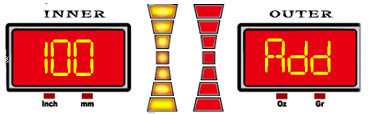 INNER OUTER
100 Add
Inch mm Oz Gr